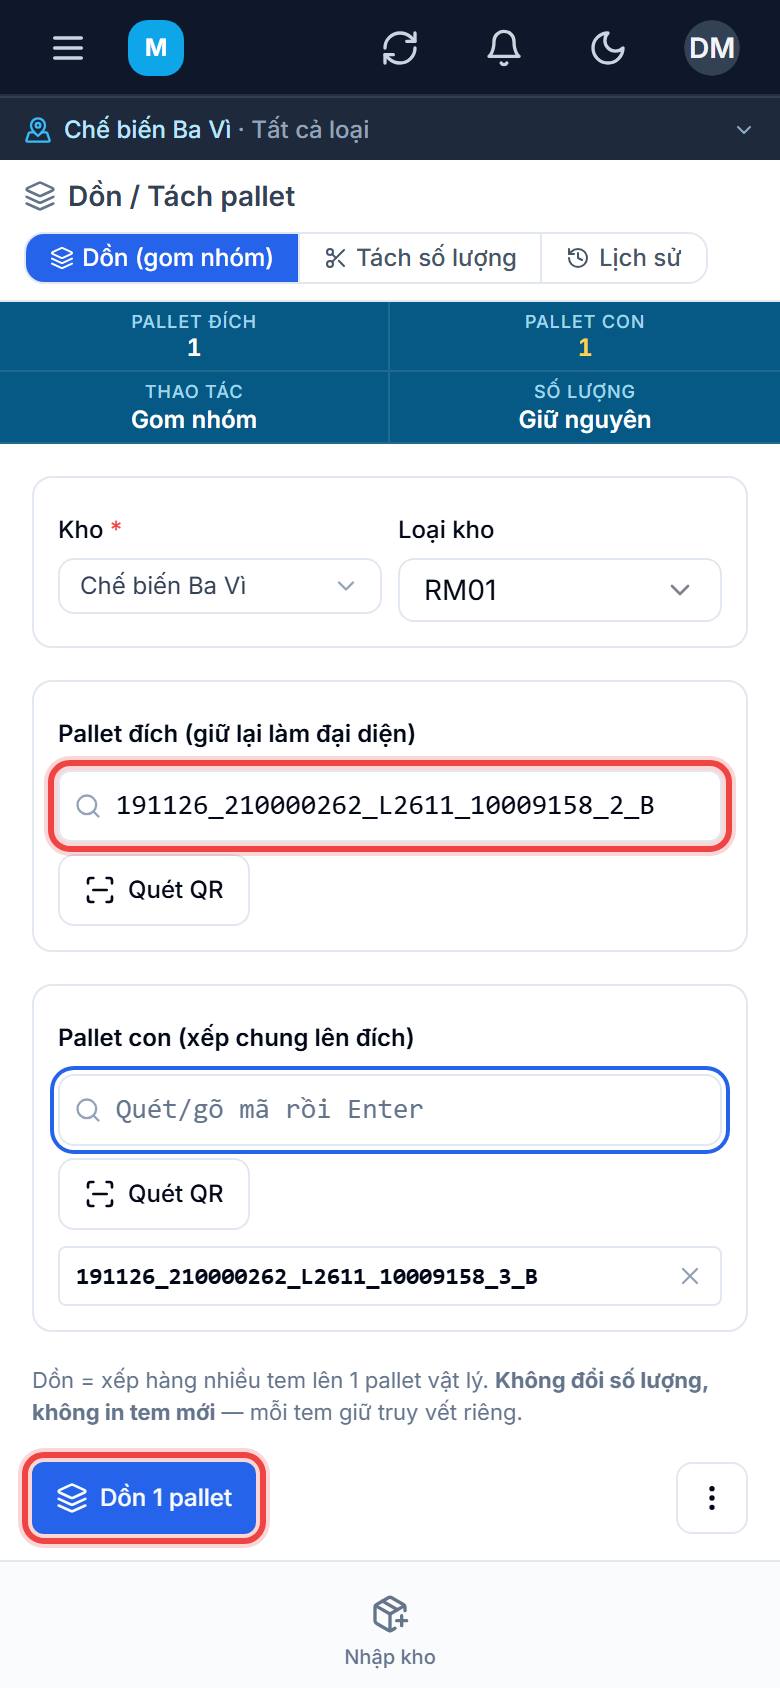 M
DM
Chế biến Ba Vì · Tất cả loại
Dồn / Tách pallet
Dồn (gom nhóm)
Tách số lượng
Lịch sử
PALLET ĐÍCH
1
PALLET CON
1
THAO TÁC
Gom nhóm
SỐ LƯỢNG
Giữ nguyên
Kho *
Loại kho
Chế biến Ba Vì
RM01
Pallet đích (giữ lại làm đại diện)
191126_210000262_L2611_10009158_2_B
Quét QR
Pallet con (xếp chung lên đích)
Quét/gõ mã rồi Enter
Quét QR
191126_210000262_L2611_10009158_3_B
Dồn = xếp hàng nhiều tem lên 1 pallet vật lý. Không đổi số lượng,
không in tem mới — mỗi tem giữ truy vết riêng.
Dồn 1 pallet
Nhập kho